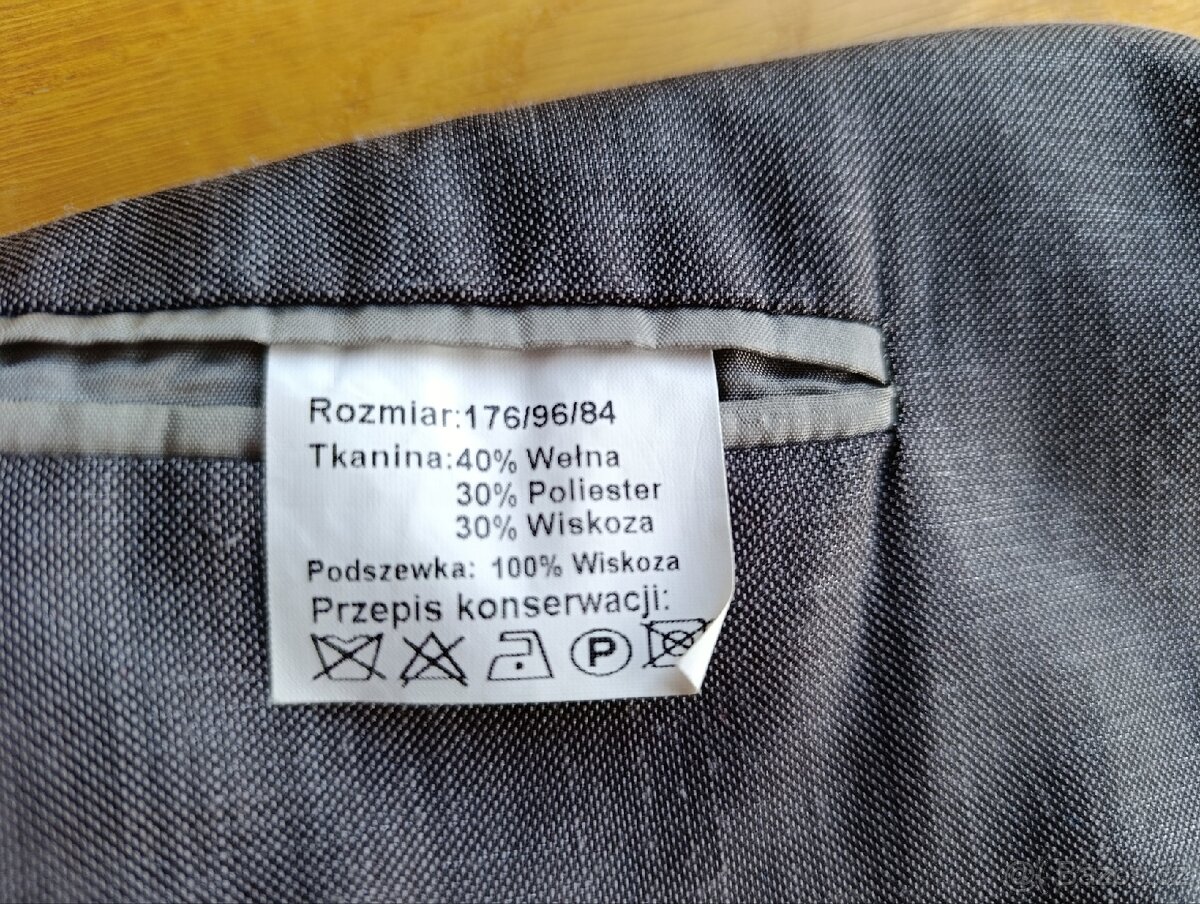 Rozmiar:176/96/84
Tkanina:40% Wełna
30% Poliester
30% Wiskoza
Podszewka: 100% Wiskoza
Przepis konserwacji:
P